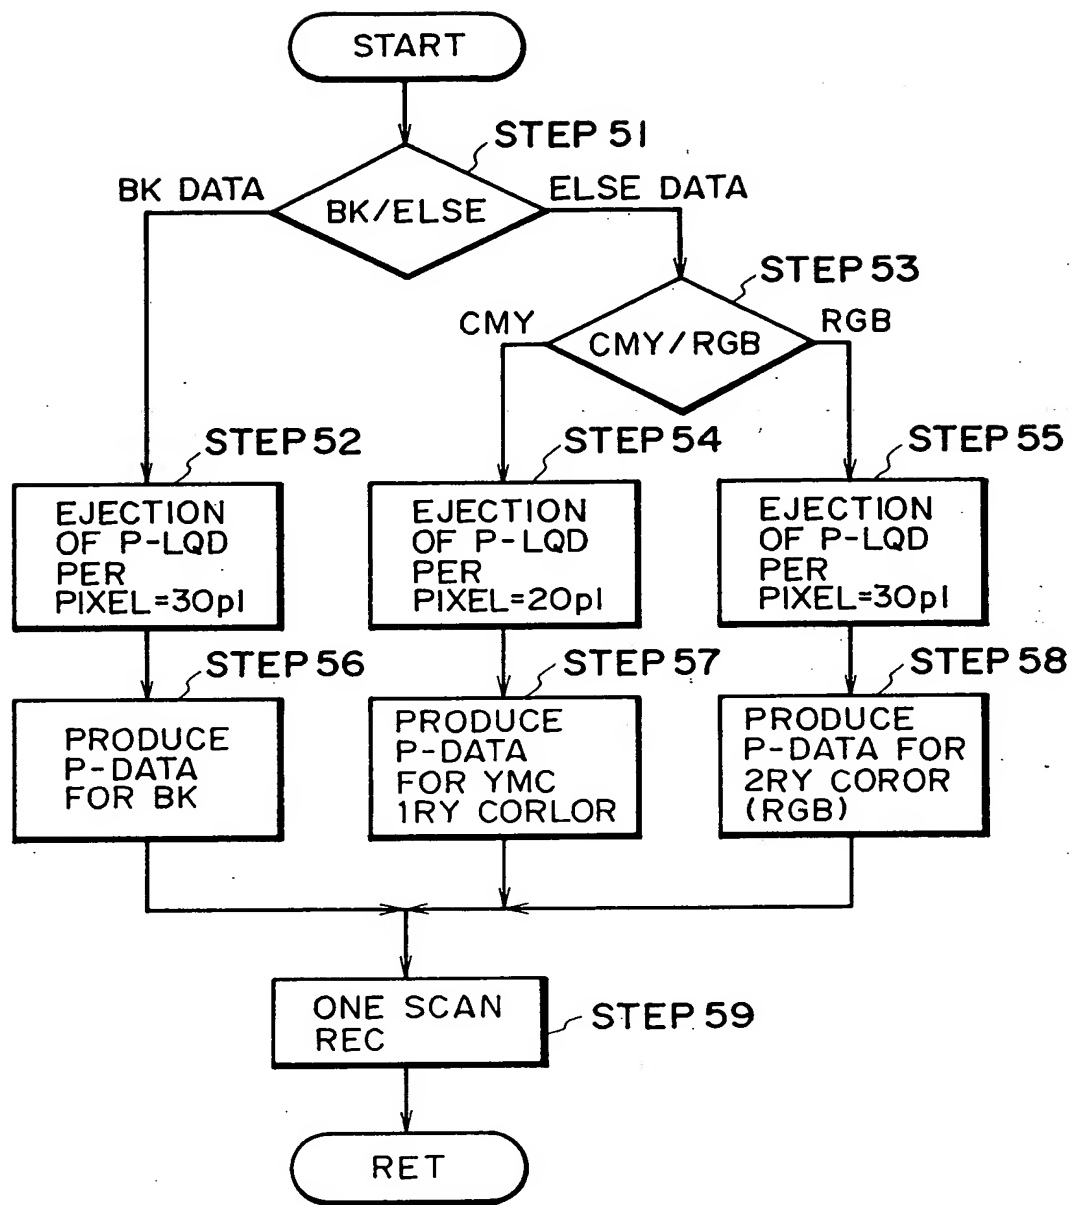 START
STEP 51
BK DATA
BK/ELSE
ELSE DATA
STEP 53
CMY
CMY/RGB
RGB
STEP 52
EJECTION
OF P-LQD
PER
PIXEL=30pl
STEP 54
EJECTION
OF P-LQD
PER
PIXEL=20pl
STEP 55
EJECTION
OF P-LQD
PER
PIXEL=30pl
STEP 56
PRODUCE
P-DATA
FOR BK
STEP 57
PRODUCE
P-DATA
FOR YMC
1RY CORLOR
STEP 58
PRODUCE
P-DATA FOR
2RY COROR
(RGB)
ONE SCAN
REC
STEP 59
RET